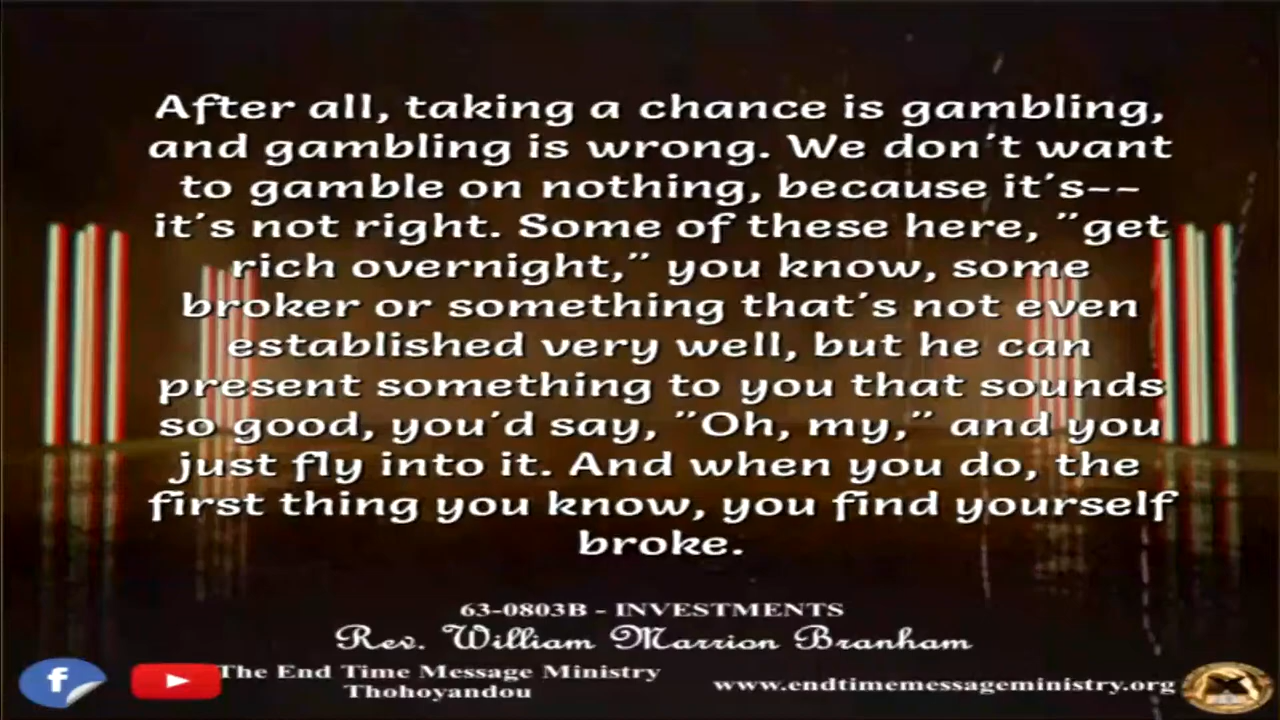 After all, taking a chance is gambling,
and gambling is wrong. We don't want
to gamble on nothing, because it's--
it's not right. Some of these here, "get
rich overnight," you know, some
broker or something that's not even
established very well, but he can
present something to you that sounds
so good, you'd say, "Oh, my," and you
just fly into it. And when you do, the
first thing you know, you find yourself
broke.
63-0803B - INVESTMENTS
Rev. William Marrion Branham
f
The End Time Message Ministry
Thohoyandou
www.endtimemessageministry.org